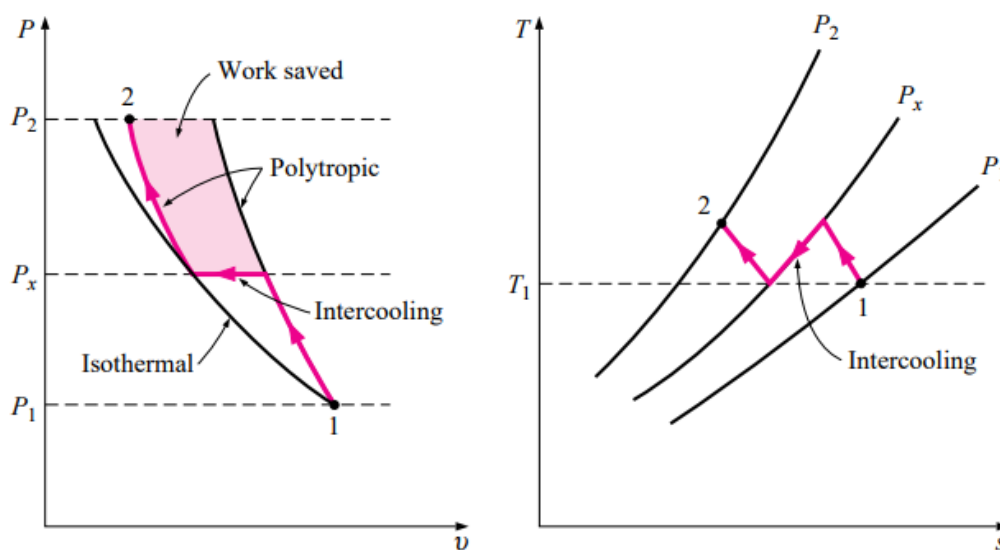 P
Work saved
2
P₂
Polytropic
Pₓ
Intercooling
Isothermal
P₁
1
υ
T
P₂
Pₓ
P
2
T₁
1
Intercooling
s